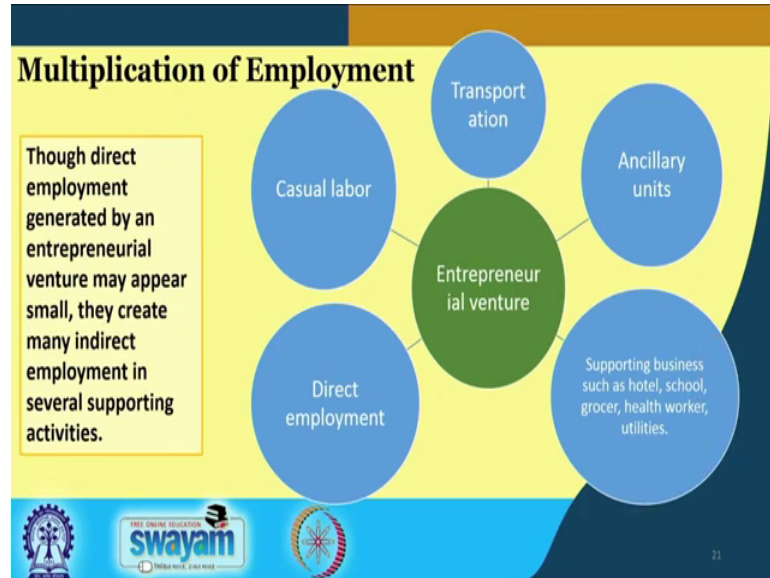 Multiplication of Employment
Though direct
employment
generated by an
entrepreneurial
venture may appear
small, they create
many indirect
employment in
several supporting
activities.
Transport
ation
Casual labor
Ancillary
units
Entrepreneur
ial venture
Direct
employment
Supporting business
such as hotel, school,
grocer, health worker,
utilities.
FREE ONLINE EDUCATION
swayam
21